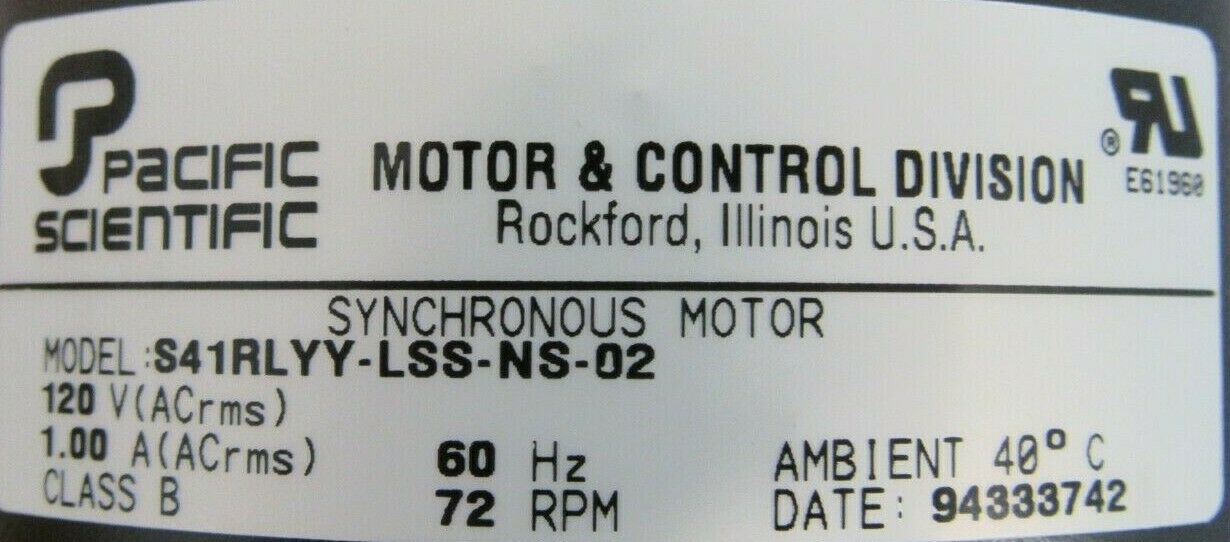 PACIFIC
SCIENTIFIC
MOTOR & CONTROL DIVISION
Rockford, Illinois U.S.A.
RU
®
E61960
SYNCHRONOUS MOTOR
MODEL:S41RLYY-LSS-NS-02
120 V(ACrms)
1.00 A(ACrms) 60 Hz AMBIENT 40° C
CLASS B 72 RPM DATE: 94333742